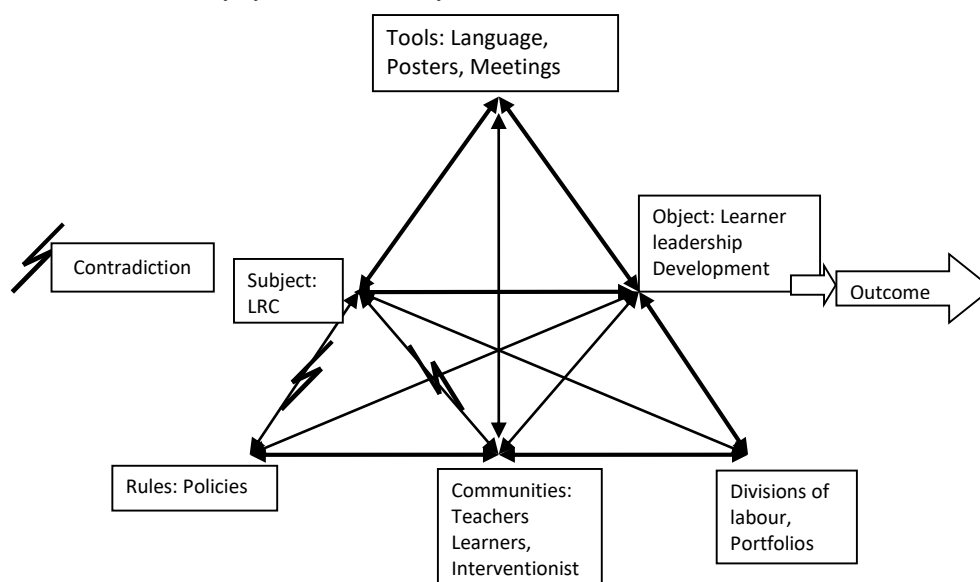 Tools: Language,
Posters, Meetings
Object: Learner
leadership
Development
Contradiction
Subject:
LRC
Outcome
Rules: Policies
Communities:
Teachers
Learners,
Interventionist
Divisions of
labour,
Portfolios